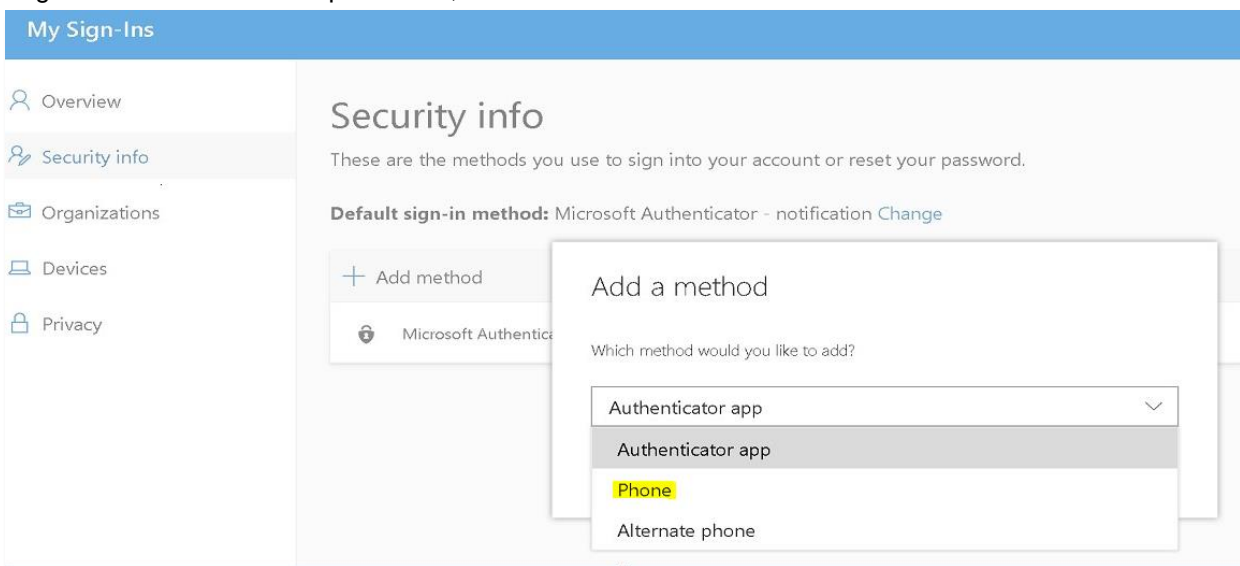 My Sign-Ins
Overview
Security info
Organizations
Devices
Privacy
Security info
These are the methods you use to sign into your account or reset your password.
Default sign-in method: Microsoft Authenticator - notification Change
+ Add method
Microsoft Authentica
Add a method
Which method would you like to add?
Authenticator app
Authenticator app
Phone
Alternate phone